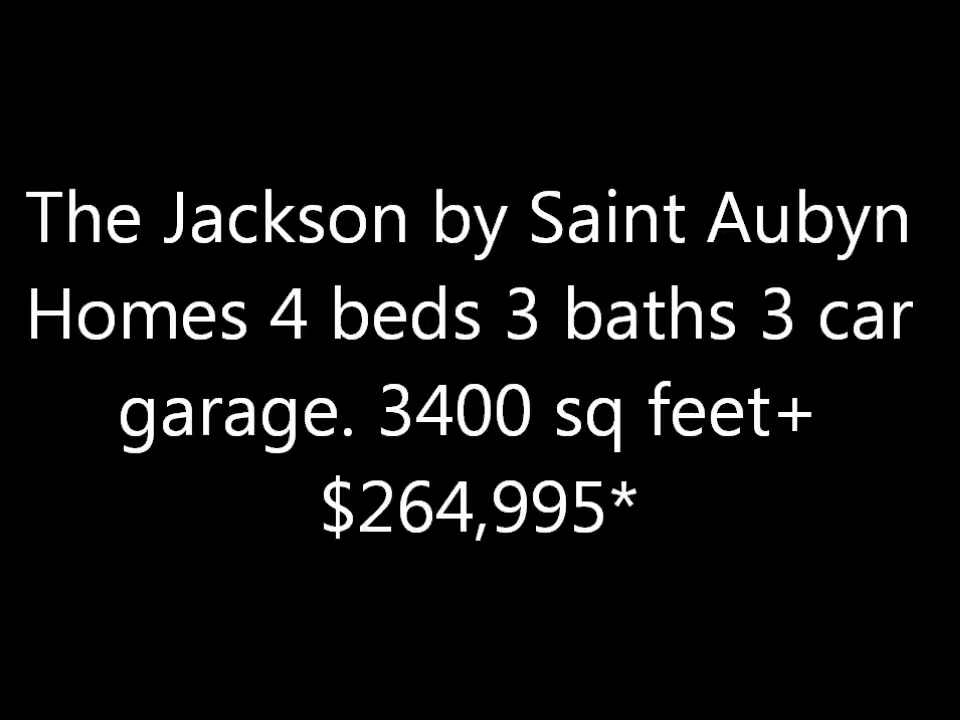 The Jackson by Saint Aubyn
Homes 4 beds 3 baths 3 car
garage. 3400 sq feet+
$264,995*